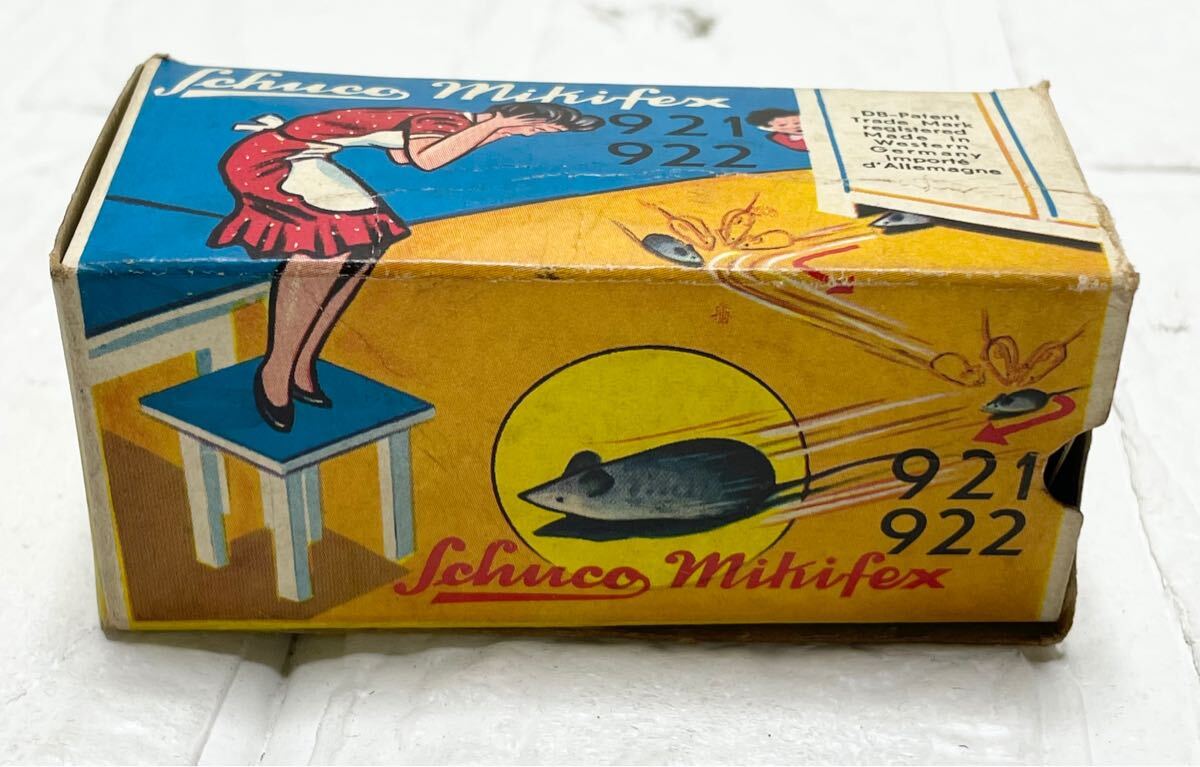 Schuco Mikifex
921
922
DB-Patent
Trade Mark
registered
Made in
Western
Germany
Importé
d'Allemagne
921
922
Schuco Mikifex